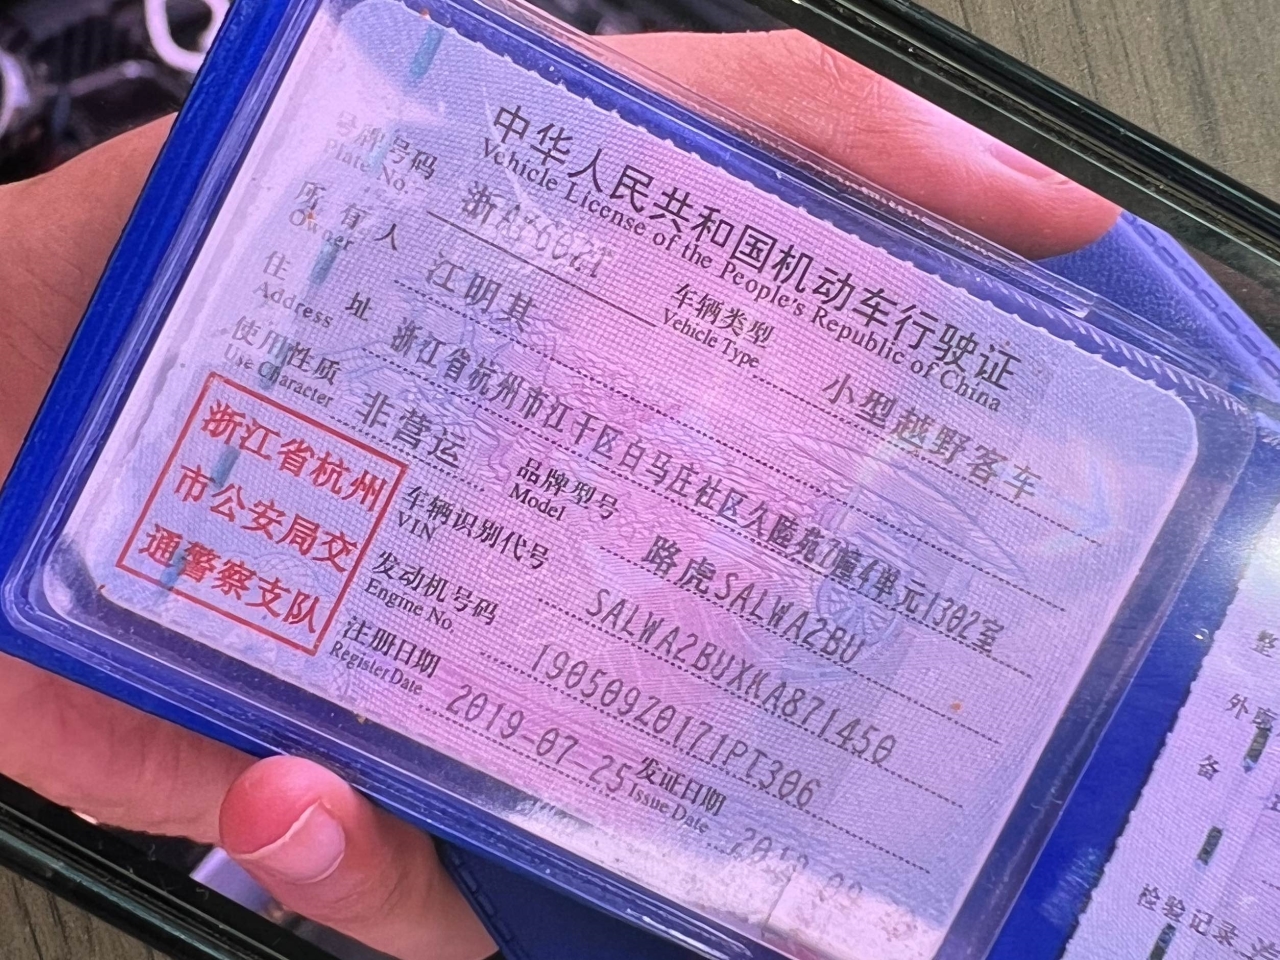 中华人民共和国机动车行驶证
Vehicle License of the People's Republic of China
号牌号码
Plate No.
车辆类型 小型越野客车
Vehicle Type
所有人 江明其
Owner
住址 浙江省杭州市江干区白马庄社区久睦苑 幢4单元1302室
Address
使用性质 非营运
Use Character
品牌型号 路虎SALWA2BU
Model
浙江省杭州
市公安局交
通警察支队
车辆识别代号 SALWA2BUXKA871450
VIN
发动机号码 190509Z0171PT306
Engine No.
注册日期 2019-07-25
Register Date
发证日期
Issue Date
整
外廓
备
检验记录